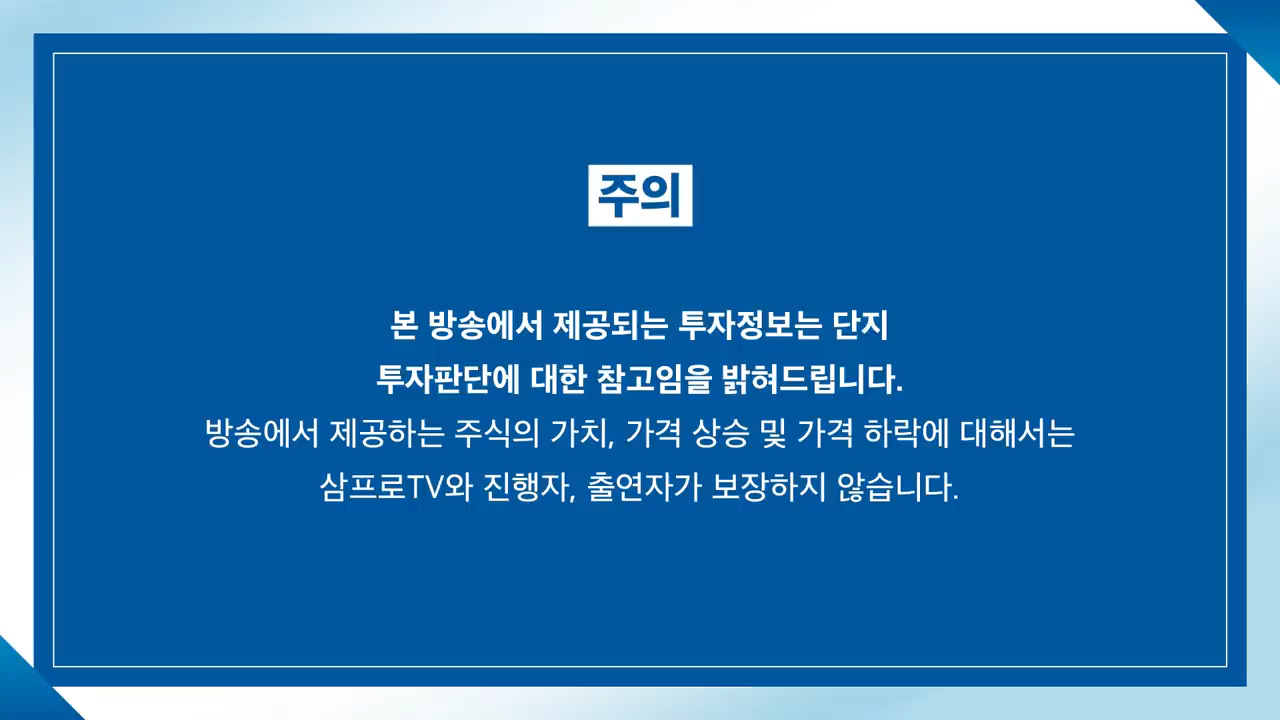 주의
본 방송에서 제공되는 투자정보는 단지
투자판단에 대한 참고임을 밝혀드립니다.
방송에서 제공하는 주식의 가치, 가격 상승 및 가격 하락에 대해서는
삼프로TV와 진행자, 출연자가 보장하지 않습니다.